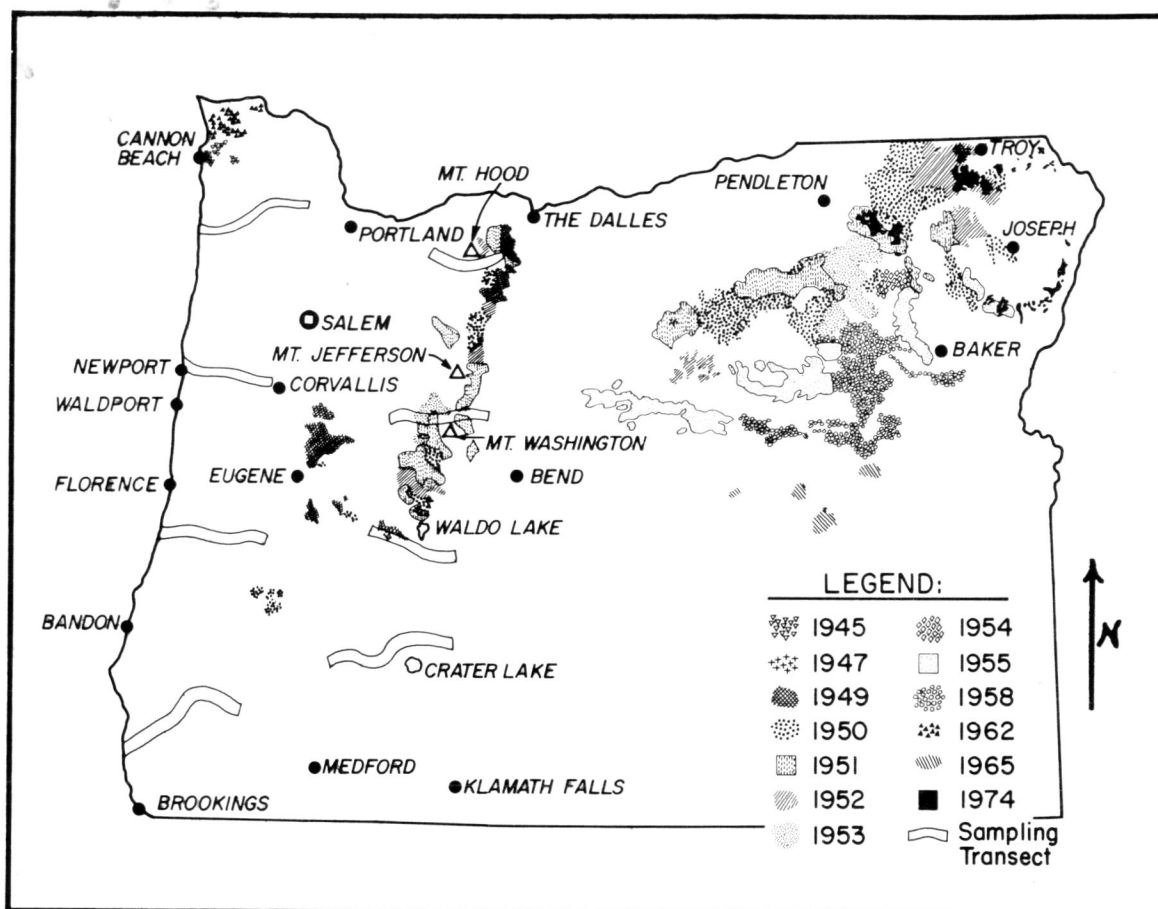 CANNON
BEACH
MT. HOOD
PENDLETON
TROY
PORTLAND
THE DALLES
JOSEPH
SALEM
MT. JEFFERSON
BAKER
NEWPORT
CORVALLIS
WALDPORT
MT. WASHINGTON
EUGENE
BEND
FLORENCE
WALDO LAKE
BANDON
CRATER LAKE
MEDFORD
KLAMATH FALLS
BROOKINGS
LEGEND:
1945
1947
1949
1950
1951
1952
1953
1954
1955
1958
1962
1965
1974
Sampling
Transect
N